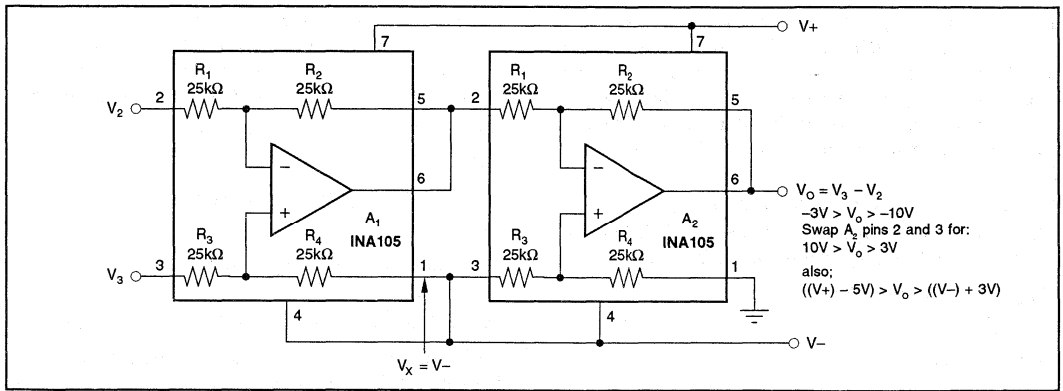 V+
7
7
R1
25kΩ
R2
25kΩ
R1
25kΩ
R2
25kΩ
V2
2
5
2
5
−
−
6
6
VO = V3 − V2
–3V > Vo > –10V
Swap A2 pins 2 and 3 for:
10V > Vo > 3V
also;
((V+) – 5V) > Vo > ((V–) + 3V)
+
+
A1
INA105
A2
INA105
R3
25kΩ
R4
25kΩ
R3
25kΩ
R4
25kΩ
V3
3
1
3
1
4
4
V–
VX = V–